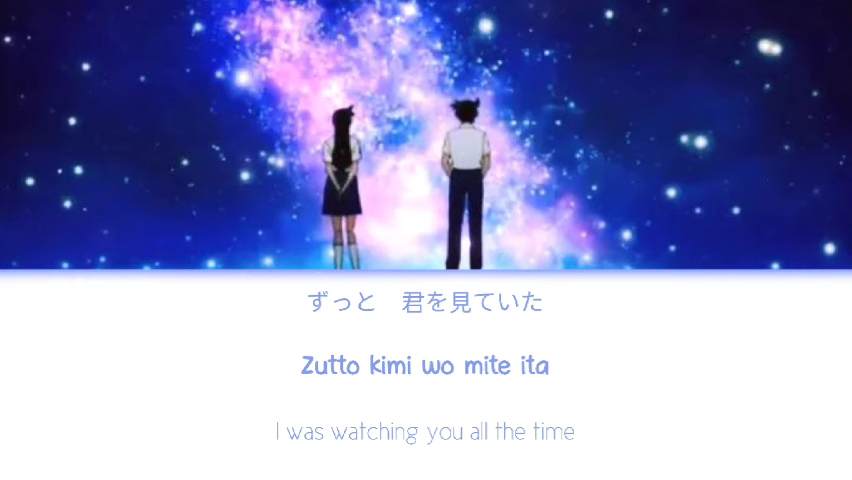 ずっと　君を見ていた
Zutto kimi wo mite ita
I was watching you all the time